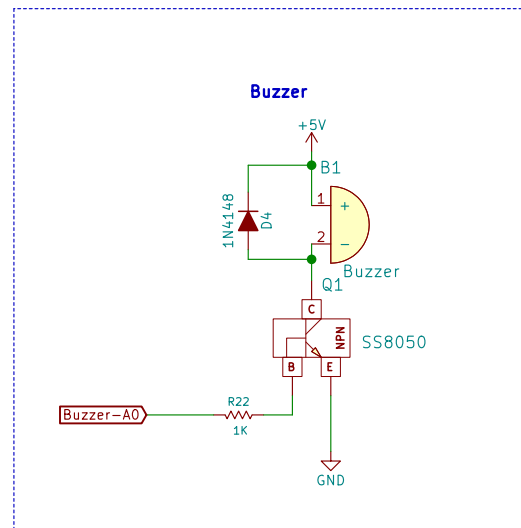 Buzzer
+5V
B1
1
+
1N4148
D4
2
−
Buzzer
Q1
C
NPN
SS8050
B
E
R22
Buzzer-A0
1K
GND